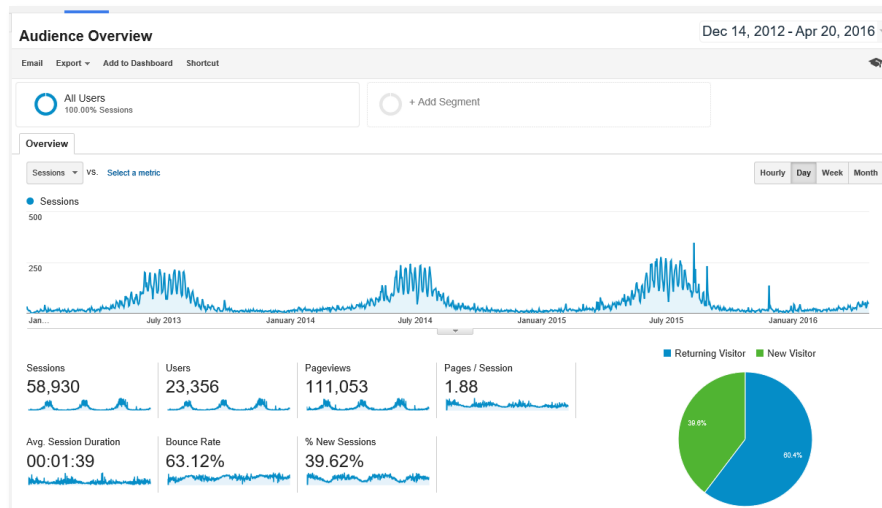 Audience Overview
Dec 14, 2012 - Apr 20, 2016
Email Export Add to Dashboard Shortcut
All Users
100.00% Sessions
+ Add Segment
Overview
Sessions VS. Select a metric
Hourly Day Week Month
Sessions
500
250
Jan... July 2013 January 2014 July 2014 January 2015 July 2015 January 2016
Returning Visitor New Visitor
Sessions Users Pageviews Pages / Session
58,930 23,356 111,053 1.88
39.6%
60.4%
Avg. Session Duration Bounce Rate % New Sessions
00:01:39 63.12% 39.62%